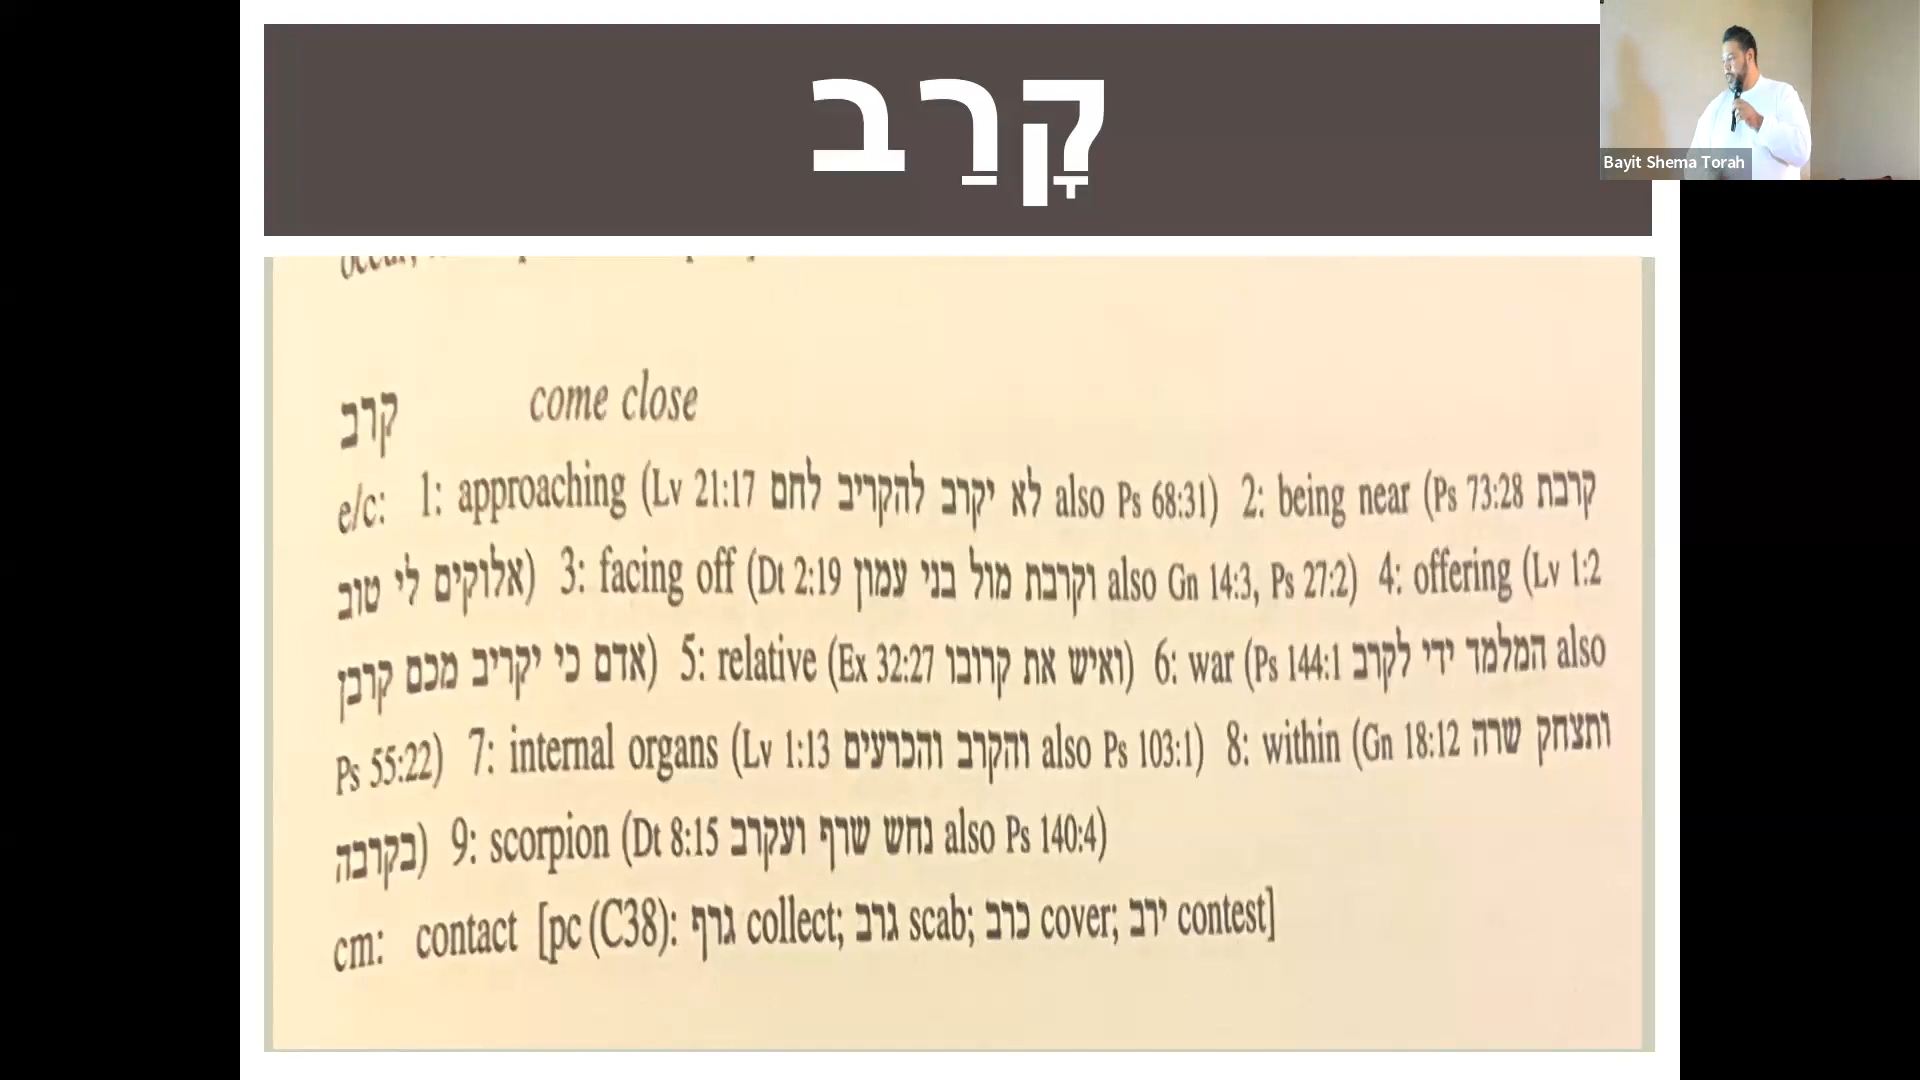 קָרַב
Bayit Shema Torah
קרב come close
e/c: 1: approaching (Lv 21:17 לא יקרב להקריב לחם also Ps 68:31) 2: being near (Ps 73:28 קרבת
אלוקים לי טוב) 3: facing off (Dt 2:19 וקרבת מול בני עמון also Gn 14:3, Ps 27:2) 4: offering (Lv 1:2
אדם כי יקריב מכם קרבן) 5: relative (Ex 32:27 ואיש את קרובו) 6: war (Ps 144:1 המלמד ידי לקרב also
Ps 55:22) 7: internal organs (Lv 1:13 והקרב והכרעים also Ps 103:1) 8: within (Gn 18:12 ותצחק שרה
בקרבה) 9: scorpion (Dt 8:15 נחש שרף ועקרב also Ps 140:4)
cm: contact [pc (C38): גרף collect; גרב scab; כרב cover; ירב contest]